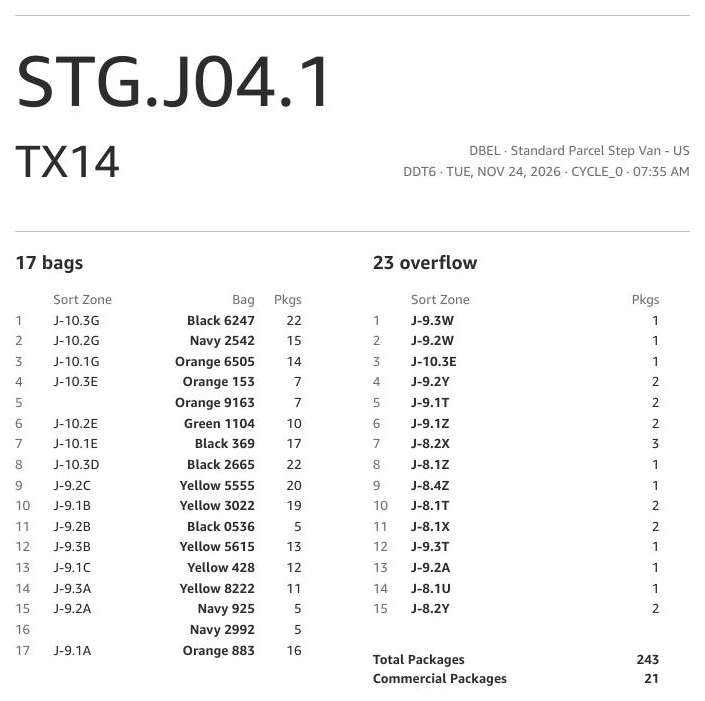 STG.J04.1
TX14
DBEL · Standard Parcel Step Van - US
DDT6 · TUE, NOV 24, 2026 · CYCLE_0 · 07:35 AM
17 bags
Sort Zone Bag Pkgs
1 J-10.3G Black 6247 22
2 J-10.2G Navy 2542 15
3 J-10.1G Orange 6505 14
4 J-10.3E Orange 153 7
5 Orange 9163 7
6 J-10.2E Green 1104 10
7 J-10.1E Black 369 17
8 J-10.3D Black 2665 22
9 J-9.2C Yellow 5555 20
10 J-9.1B Yellow 3022 19
11 J-9.2B Black 0536 5
12 J-9.3B Yellow 5615 13
13 J-9.1C Yellow 428 12
14 J-9.3A Yellow 8222 11
15 J-9.2A Navy 925 5
16 Navy 2992 5
17 J-9.1A Orange 883 16
23 overflow
Sort Zone Pkgs
1 J-9.3W 1
2 J-9.2W 1
3 J-10.3E 1
4 J-9.2Y 2
5 J-9.1T 2
6 J-9.1Z 2
7 J-8.2X 3
8 J-8.1Z 1
9 J-8.4Z 1
10 J-8.1T 2
11 J-8.1X 2
12 J-9.3T 1
13 J-9.2A 1
14 J-8.1U 1
15 J-8.2Y 2
Total Packages 243
Commercial Packages 21